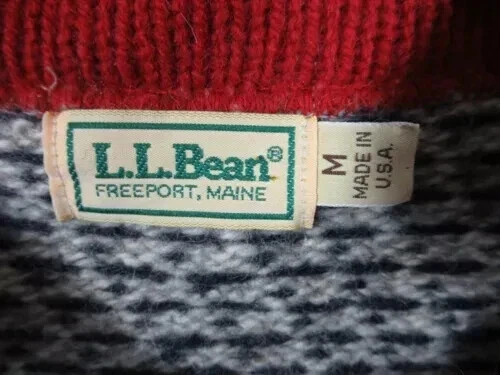 L.L.Bean®
FREEPORT, MAINE
M
MADE IN
U.S.A.